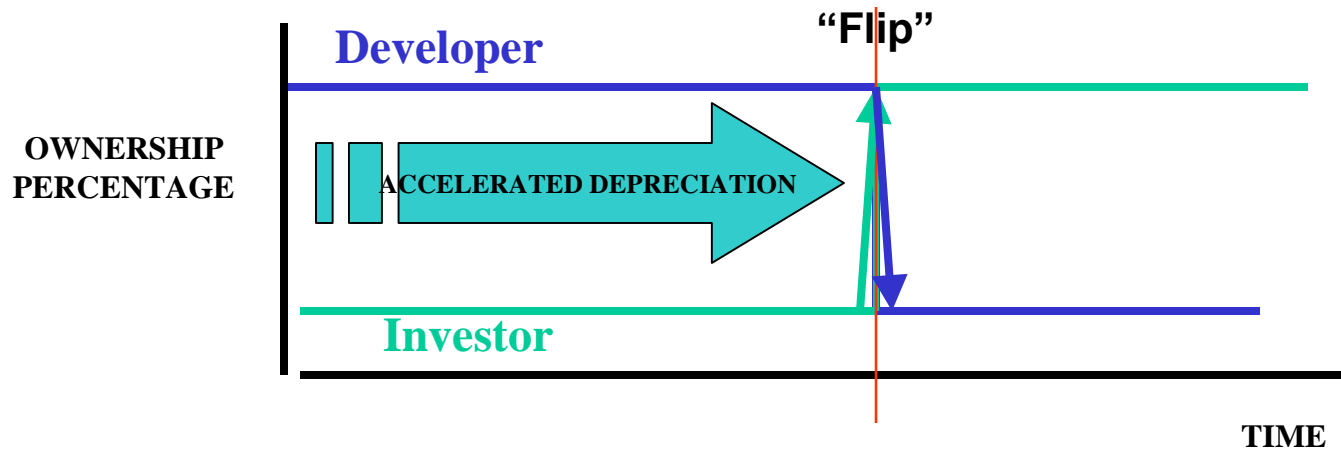 “Flip”
Developer
OWNERSHIP
PERCENTAGE
ACCELERATED DEPRECIATION
Investor
TIME